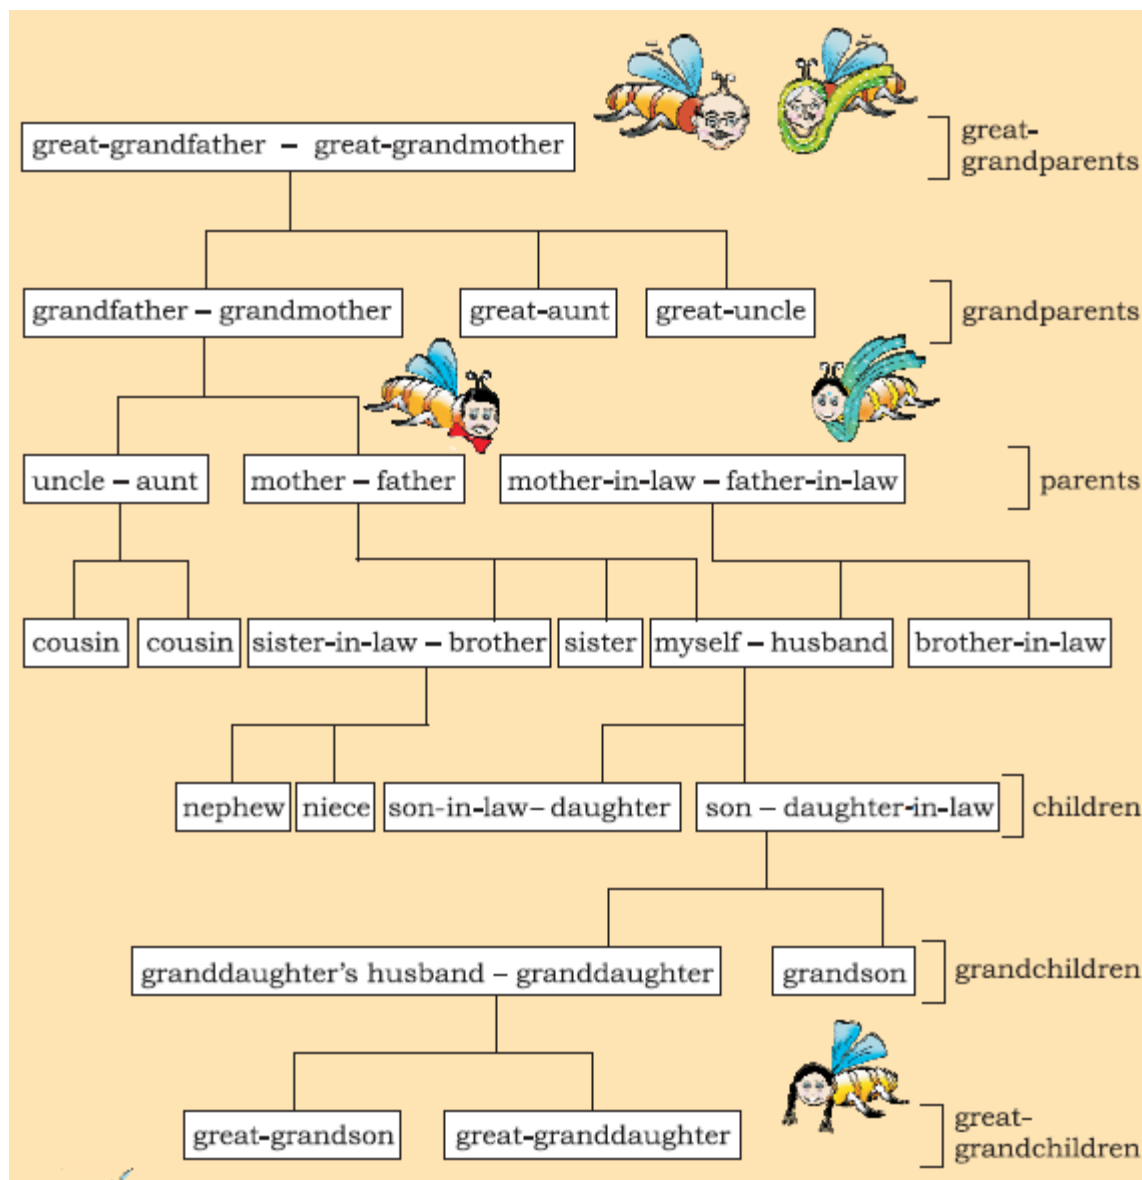 great-grandfather – great-grandmother
great-
grandparents
grandfather – grandmother
great-aunt
great-uncle
grandparents
uncle – aunt
mother – father
mother-in-law – father-in-law
parents
cousin
cousin
sister-in-law – brother
sister
myself – husband
brother-in-law
nephew
niece
son-in-law– daughter
son – daughter-in-law
children
granddaughter's husband – granddaughter
grandson
grandchildren
great-grandson
great-granddaughter
great-
grandchildren